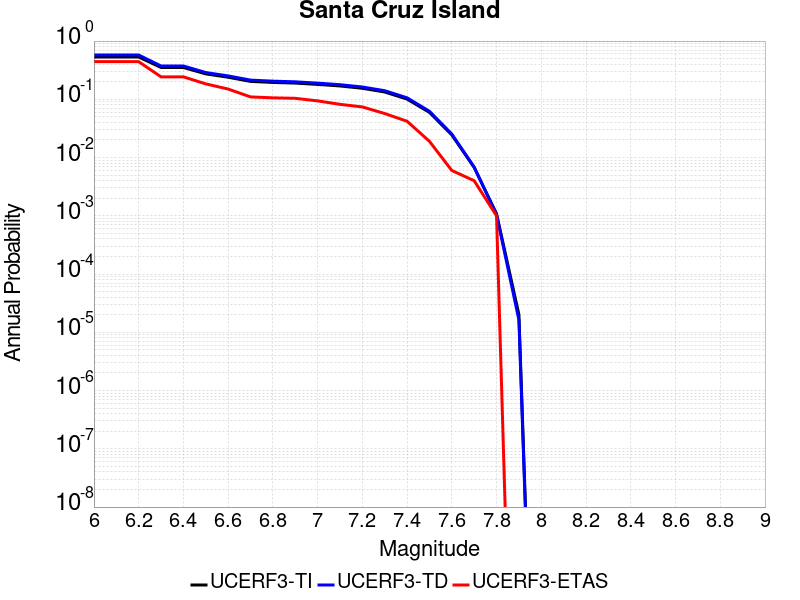 Santa Cruz Island
10^0
10^-1
10^-2
10^-3
10^-4
10^-5
10^-6
10^-7
10^-8
Annual Probability
6 6.2 6.4 6.6 6.8 7 7.2 7.4 7.6 7.8 8 8.2 8.4 8.6 8.8 9
Magnitude
UCERF3-TI UCERF3-TD UCERF3-ETAS